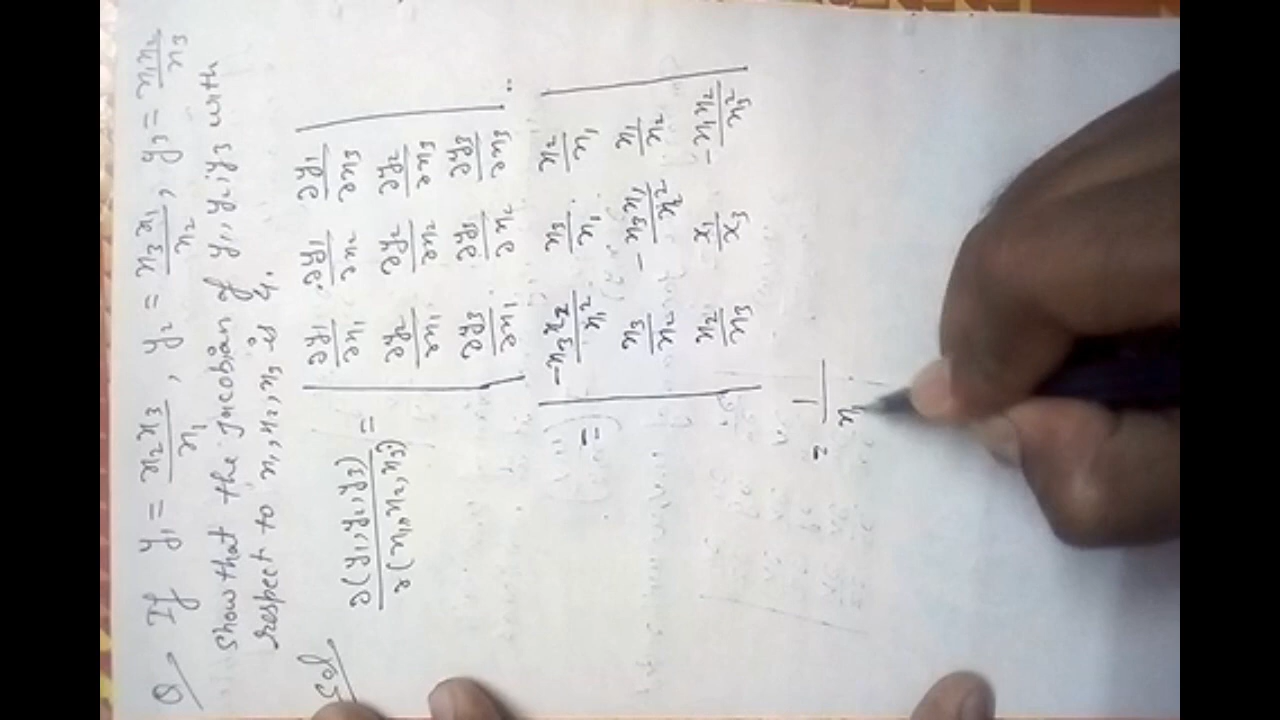 Q If y₁ = x₂x₃/x₁ , y₂ = x₃x₁/x₂ , y₃ = x₁x₂/x₃
Show that the Jacobian of y₁, y₂, y₃ with
respect to x₁, x₂, x₃ is 4.
Sol ∂(y₁, y₂, y₃)/∂(x₁, x₂, x₃) = | ∂y₁/∂x₁ ∂y₁/∂x₂ ∂y₁/∂x₃ |
| ∂y₂/∂x₁ ∂y₂/∂x₂ ∂y₂/∂x₃ |
| ∂y₃/∂x₁ ∂y₃/∂x₂ ∂y₃/∂x₃ |
= | -x₃x₂/x₁² x₃/x₁ x₂/x₁ |
| x₃/x₂ -x₃x₁/x₂² x₁/x₂ |
| x₂/x₃ x₁/x₃ -x₁x₂/x₃² |
= 1/x₁